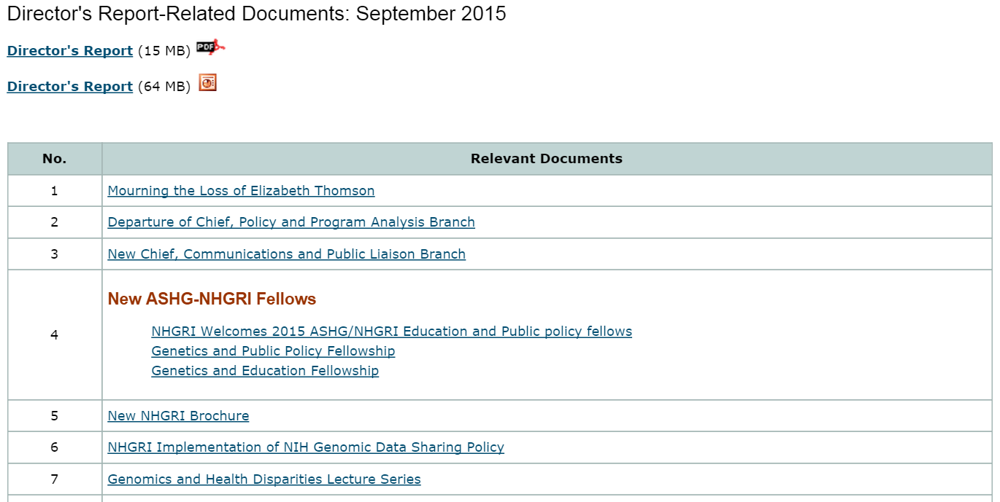 Director's Report-Related Documents: September 2015
Director's Report (15 MB) PDF
Director's Report (64 MB)
No. Relevant Documents
1 Mourning the Loss of Elizabeth Thomson
2 Departure of Chief, Policy and Program Analysis Branch
3 New Chief, Communications and Public Liaison Branch
New ASHG-NHGRI Fellows
4 NHGRI Welcomes 2015 ASHG/NHGRI Education and Public policy fellows
Genetics and Public Policy Fellowship
Genetics and Education Fellowship
5 New NHGRI Brochure
6 NHGRI Implementation of NIH Genomic Data Sharing Policy
7 Genomics and Health Disparities Lecture Series